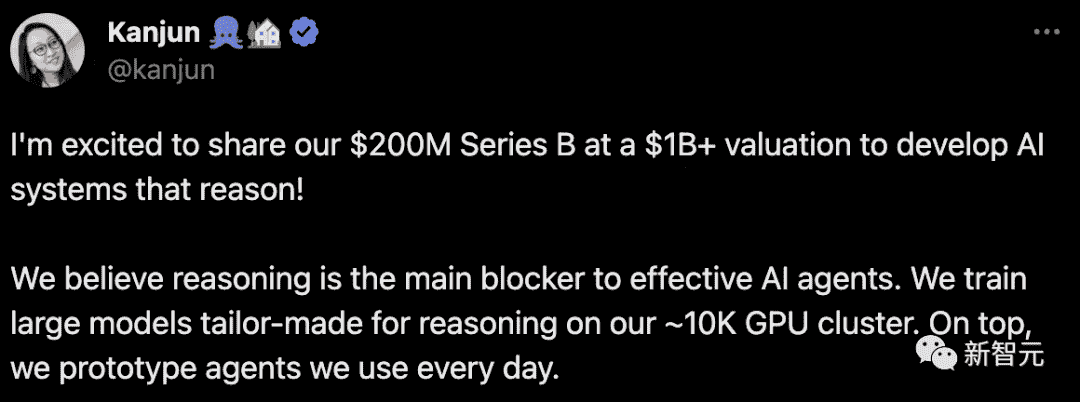 Kanjun
@kanjun
I'm excited to share our $200M Series B at a $1B+ valuation to develop AI
systems that reason!
We believe reasoning is the main blocker to effective AI agents. We train
large models tailor-made for reasoning on our ~10K GPU cluster. On top,
we prototype agents we use every day.
新智元